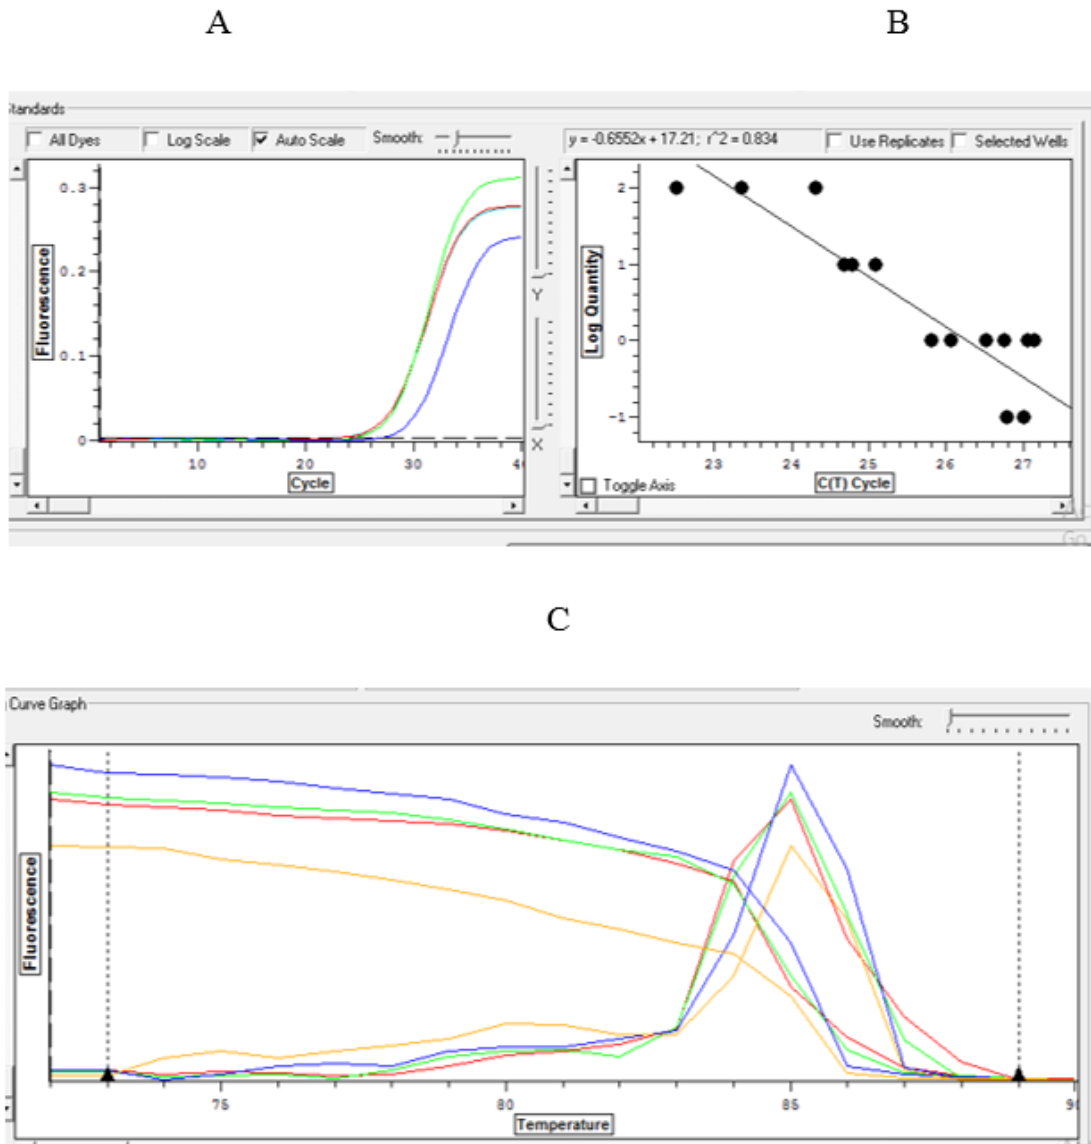 A
B
Standards
All Dyes
Log Scale
Auto Scale
Smooth:
y = -0.6552x + 17.21; r^2 = 0.834
Use Replicates
Selected Wells
0.3
0.2
0.1
0
Fluorescence
10
20
30
Cycle
Y
X
2
1
0
-1
Log Quantity
23
24
25
26
27
C(T) Cycle
Toggle Axis
Go
C
Curve Graph
Smooth:
Fluorescence
75
80
85
90
Temperature